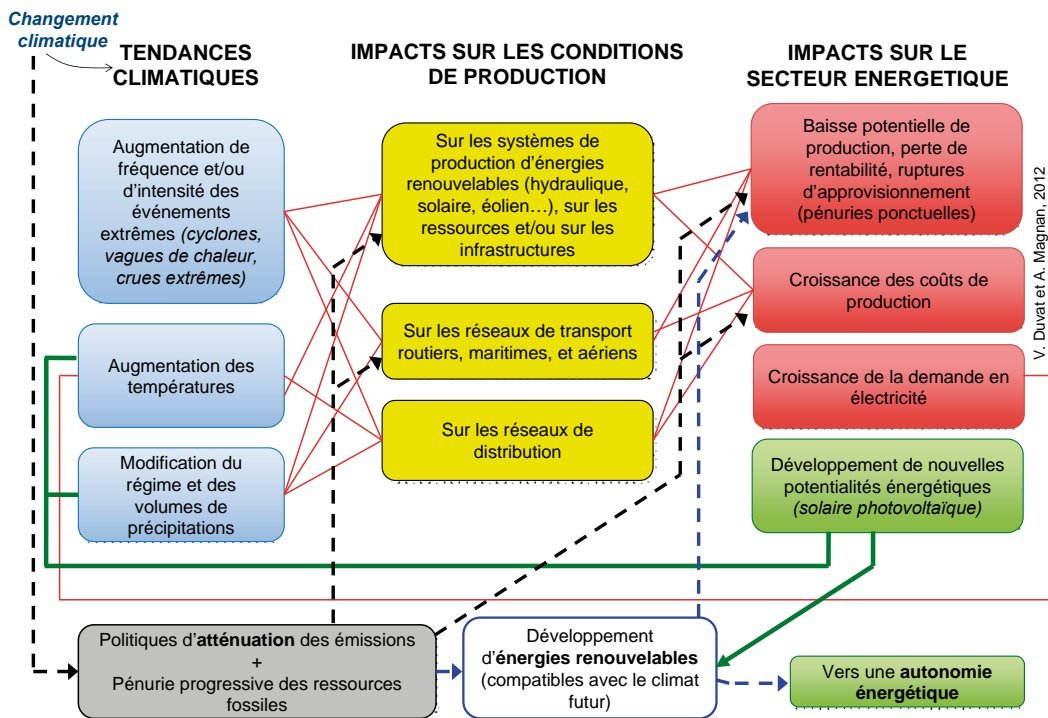 Changement
climatique
TENDANCES
CLIMATIQUES
IMPACTS SUR LES CONDITIONS
DE PRODUCTION
IMPACTS SUR LE
SECTEUR ENERGETIQUE
Augmentation de
fréquence et/ou
d'intensité des
événements
extrêmes (cyclones,
vagues de chaleur,
crues extrêmes)
Augmentation des
températures
Modification du
régime et des
volumes de
précipitations
Sur les systèmes de
production d'énergies
renouvelables (hydraulique,
solaire, éolien…), sur les
ressources et/ou sur les
infrastructures
Sur les réseaux de transport
routiers, maritimes, et aériens
Sur les réseaux de
distribution
Baisse potentielle de
production, perte de
rentabilité, ruptures
d'approvisionnement
(pénuries ponctuelles)
Croissance des coûts de
production
Croissance de la demande en
électricité
Développement de nouvelles
potentialités énergétiques
(solaire photovoltaïque)
V. Duvat et A. Magnan, 2012
Politiques d'atténuation des émissions
+
Pénurie progressive des ressources
fossiles
Développement
d'énergies renouvelables
(compatibles avec le climat
futur)
Vers une autonomie
énergétique